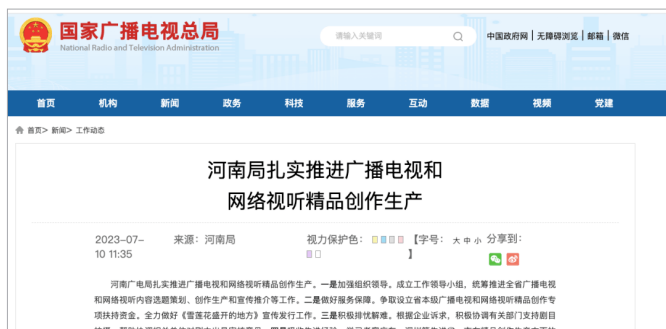 国家广播电视总局
National Radio and Television Administration
请输入关键词
中国政府网 | 无障碍浏览 | 邮箱 | 微信
首页 机构 新闻 政务 科技 服务 互动 数据 视频 党建
首页> 新闻> 工作动态
河南局扎实推进广播电视和
网络视听精品创作生产
2023-07-10 11:35 来源：河南局 视力保护色： 【字号： 大 中 小 】 分享到：
河南广电局扎实推进广播电视和网络视听精品创作生产。一是加强组织领导。成立工作领导小组，统筹推进全省广播电视
和网络视听内容选题策划、创作生产和宣传推介等工作。二是做好服务保障。争取设立省本级广播电视和网络视听精品创作专
项扶持资金。全力做好《雪莲花盛开的地方》宣传发行工作。三是积极排忧解难。根据企业诉求，积极协调有关部门支持剧目